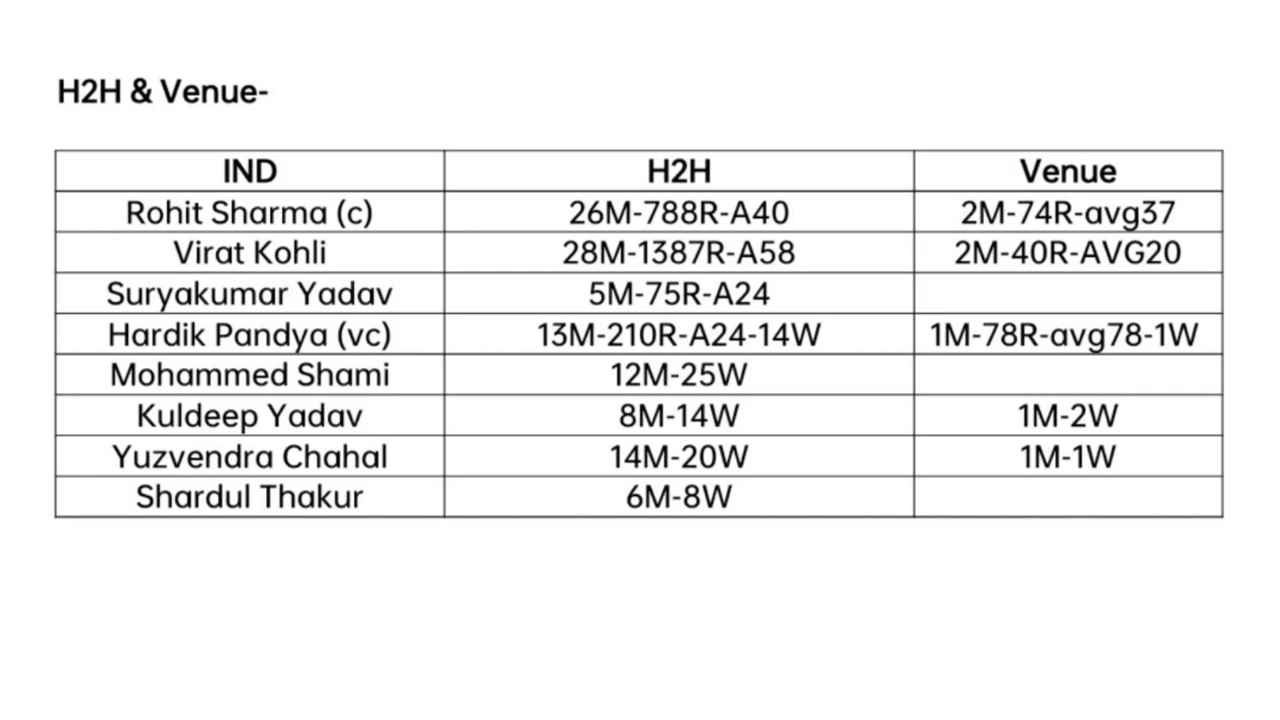 H2H & Venue-
IND H2H Venue
Rohit Sharma (c) 26M-788R-A40 2M-74R-avg37
Virat Kohli 28M-1387R-A58 2M-40R-AVG20
Suryakumar Yadav 5M-75R-A24
Hardik Pandya (vc) 13M-210R-A24-14W 1M-78R-avg78-1W
Mohammed Shami 12M-25W
Kuldeep Yadav 8M-14W 1M-2W
Yuzvendra Chahal 14M-20W 1M-1W
Shardul Thakur 6M-8W